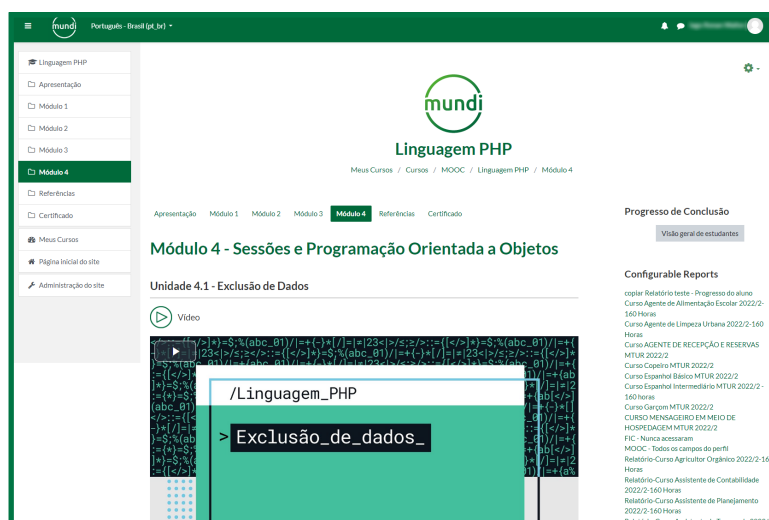 mundi
Português - Brasil (pt_br)
Linguagem PHP
Apresentação
Módulo 1
Módulo 2
Módulo 3
Módulo 4
Referências
Certificado
Meus Cursos
Página inicial do site
Administração do site
mundi
Linguagem PHP
Meus Cursos / Cursos / MOOC / Linguagem PHP / Módulo 4
Apresentação Módulo 1 Módulo 2 Módulo 3 Módulo 4 Referências Certificado
Módulo 4 - Sessões e Programação Orientada a Objetos
Unidade 4.1 - Exclusão de Dados
Vídeo
/Linguagem_PHP
> Exclusão_de_dados_
Progresso de Conclusão
Visão geral de estudantes
Configurable Reports
copiar Relatório teste - Progresso do aluno
Curso Agente de Alimentação Escolar 2022/2-
160 Horas
Curso Agente de Limpeza Urbana 2022/2-160
Horas
Curso AGENTE DE RECEPÇÃO E RESERVAS
MTUR 2022/2
Curso Copeiro MTUR 2022/2
Curso Espanhol Básico MTUR 2022/2
Curso Espanhol Intermediário MTUR 2022/2 -
160 horas
Curso Garçom MTUR 2022/2
CURSO MENSAGEIRO EM MEIO DE
HOSPEDAGEM MTUR 2022/2
FIC - Nunca acessaram
MOOC - Todos os campos do perfil
Relatório-Curso Agricultor Orgânico 2022/2-16
Horas
Relatório-Curso Assistente de Contabilidade
2022/2-160 Horas
Relatório-Curso Assistente de Planejamento
2022/2-160 Horas